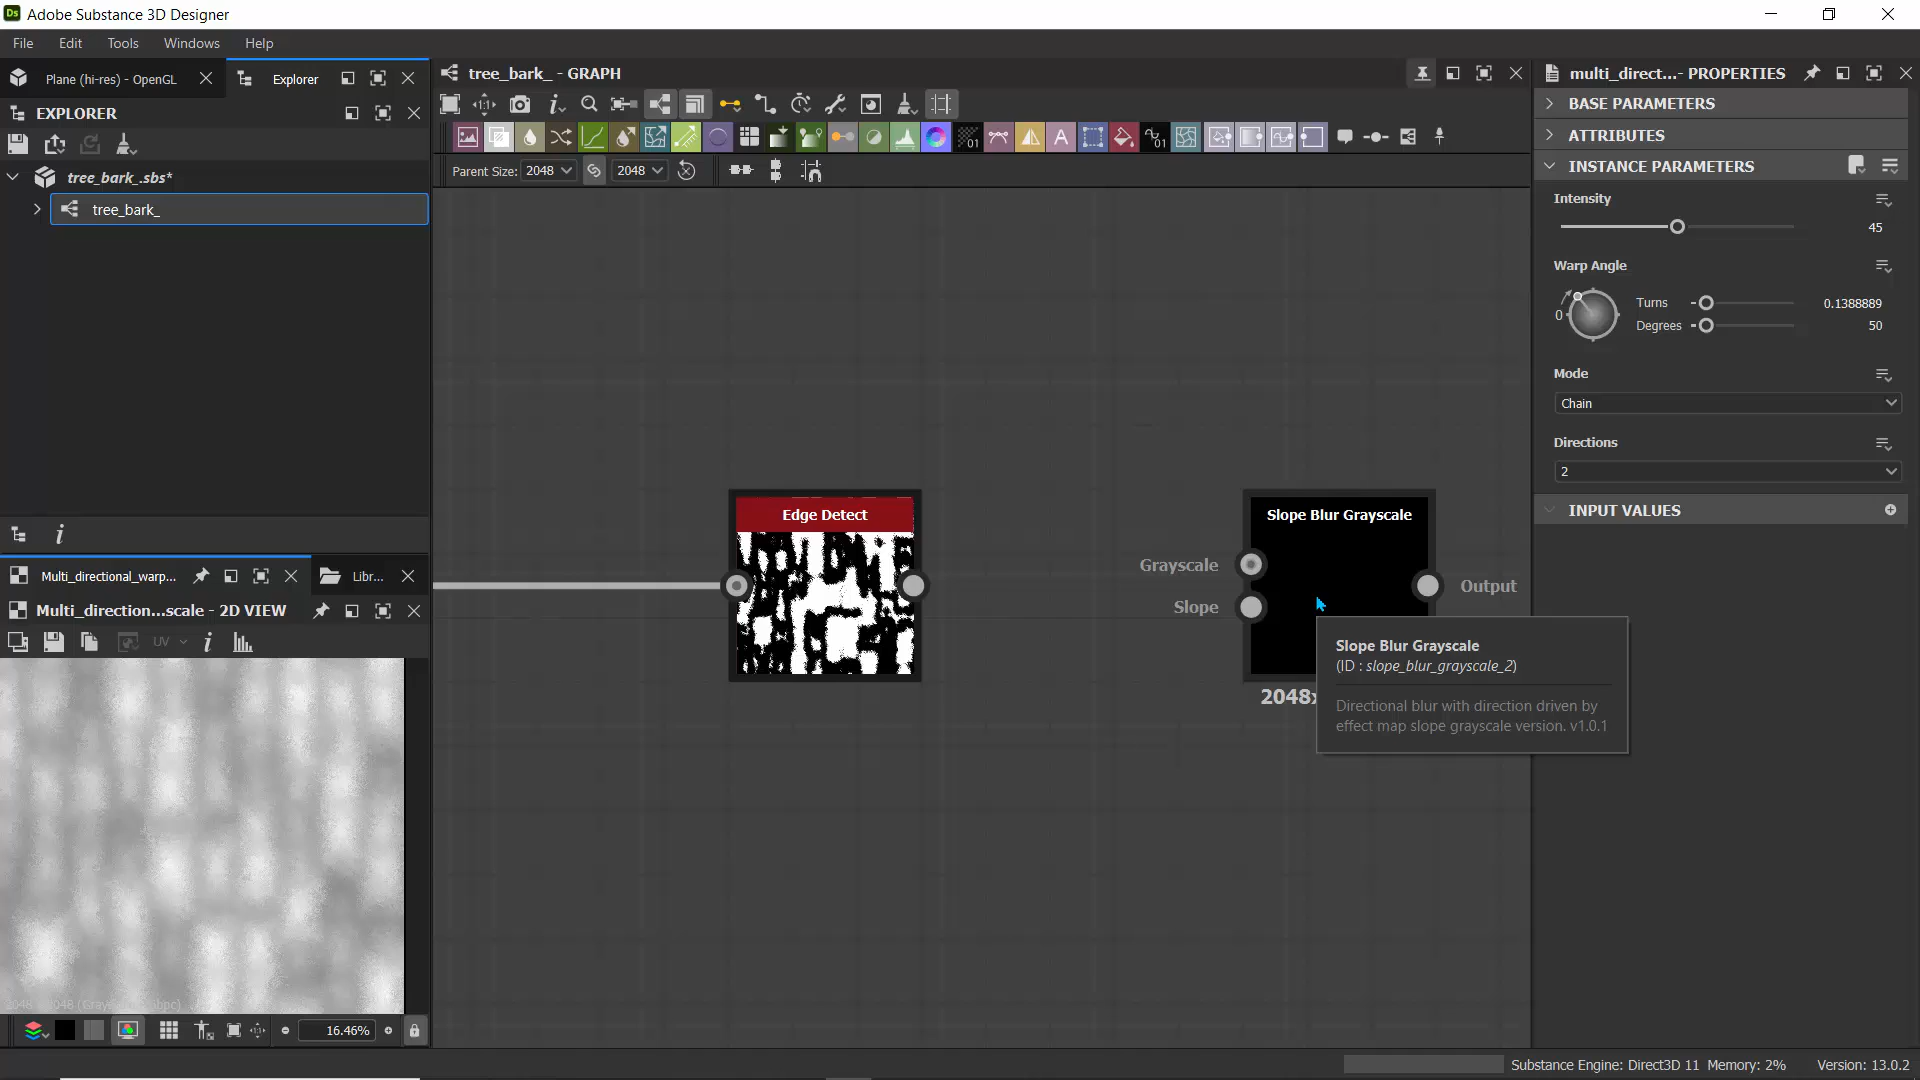 Ds Adobe Substance 3D Designer
File Edit Tools Windows Help
Plane (hi-res) - OpenGL
Explorer
EXPLORER
tree_bark_.sbs*
tree_bark_
Multi_directional_warp...
Libr...
Multi_direction...scale - 2D VIEW
UV
16.46%
tree_bark_ - GRAPH
Parent Size: 2048 2048
Edge Detect
Slope Blur Grayscale
Grayscale
Slope
Output
Slope Blur Grayscale
(ID : slope_blur_grayscale_2)
Directional blur with direction driven by
effect map slope grayscale version. v1.0.1
multi_direct...- PROPERTIES
BASE PARAMETERS
ATTRIBUTES
INSTANCE PARAMETERS
Intensity
45
Warp Angle
0
Turns 0.1388889
Degrees 50
Mode
Chain
Directions
2
INPUT VALUES
Substance Engine: Direct3D 11 Memory: 2% Version: 13.0.2